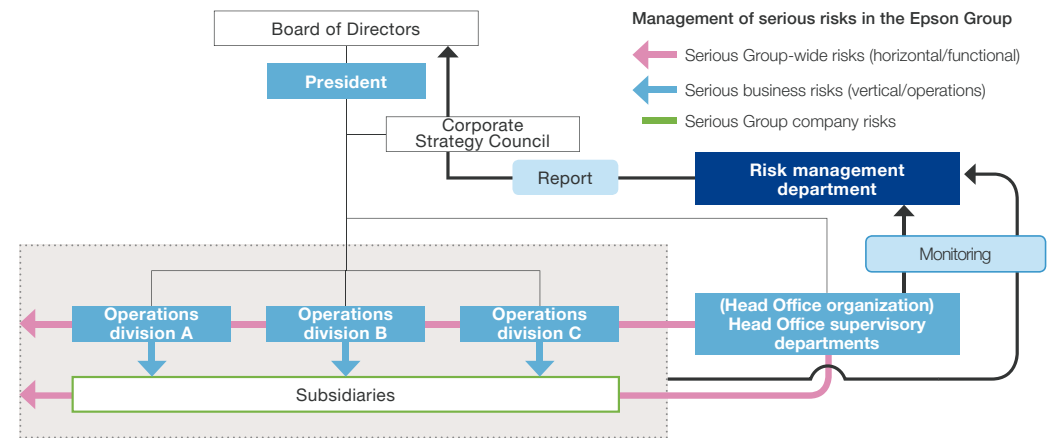 Board of Directors
President
Corporate
Strategy Council
Report
Management of serious risks in the Epson Group
Serious Group-wide risks (horizontal/functional)
Serious business risks (vertical/operations)
Serious Group company risks
Risk management
department
Monitoring
Operations
division A
Operations
division B
Operations
division C
(Head Office organization)
Head Office supervisory
departments
Subsidiaries